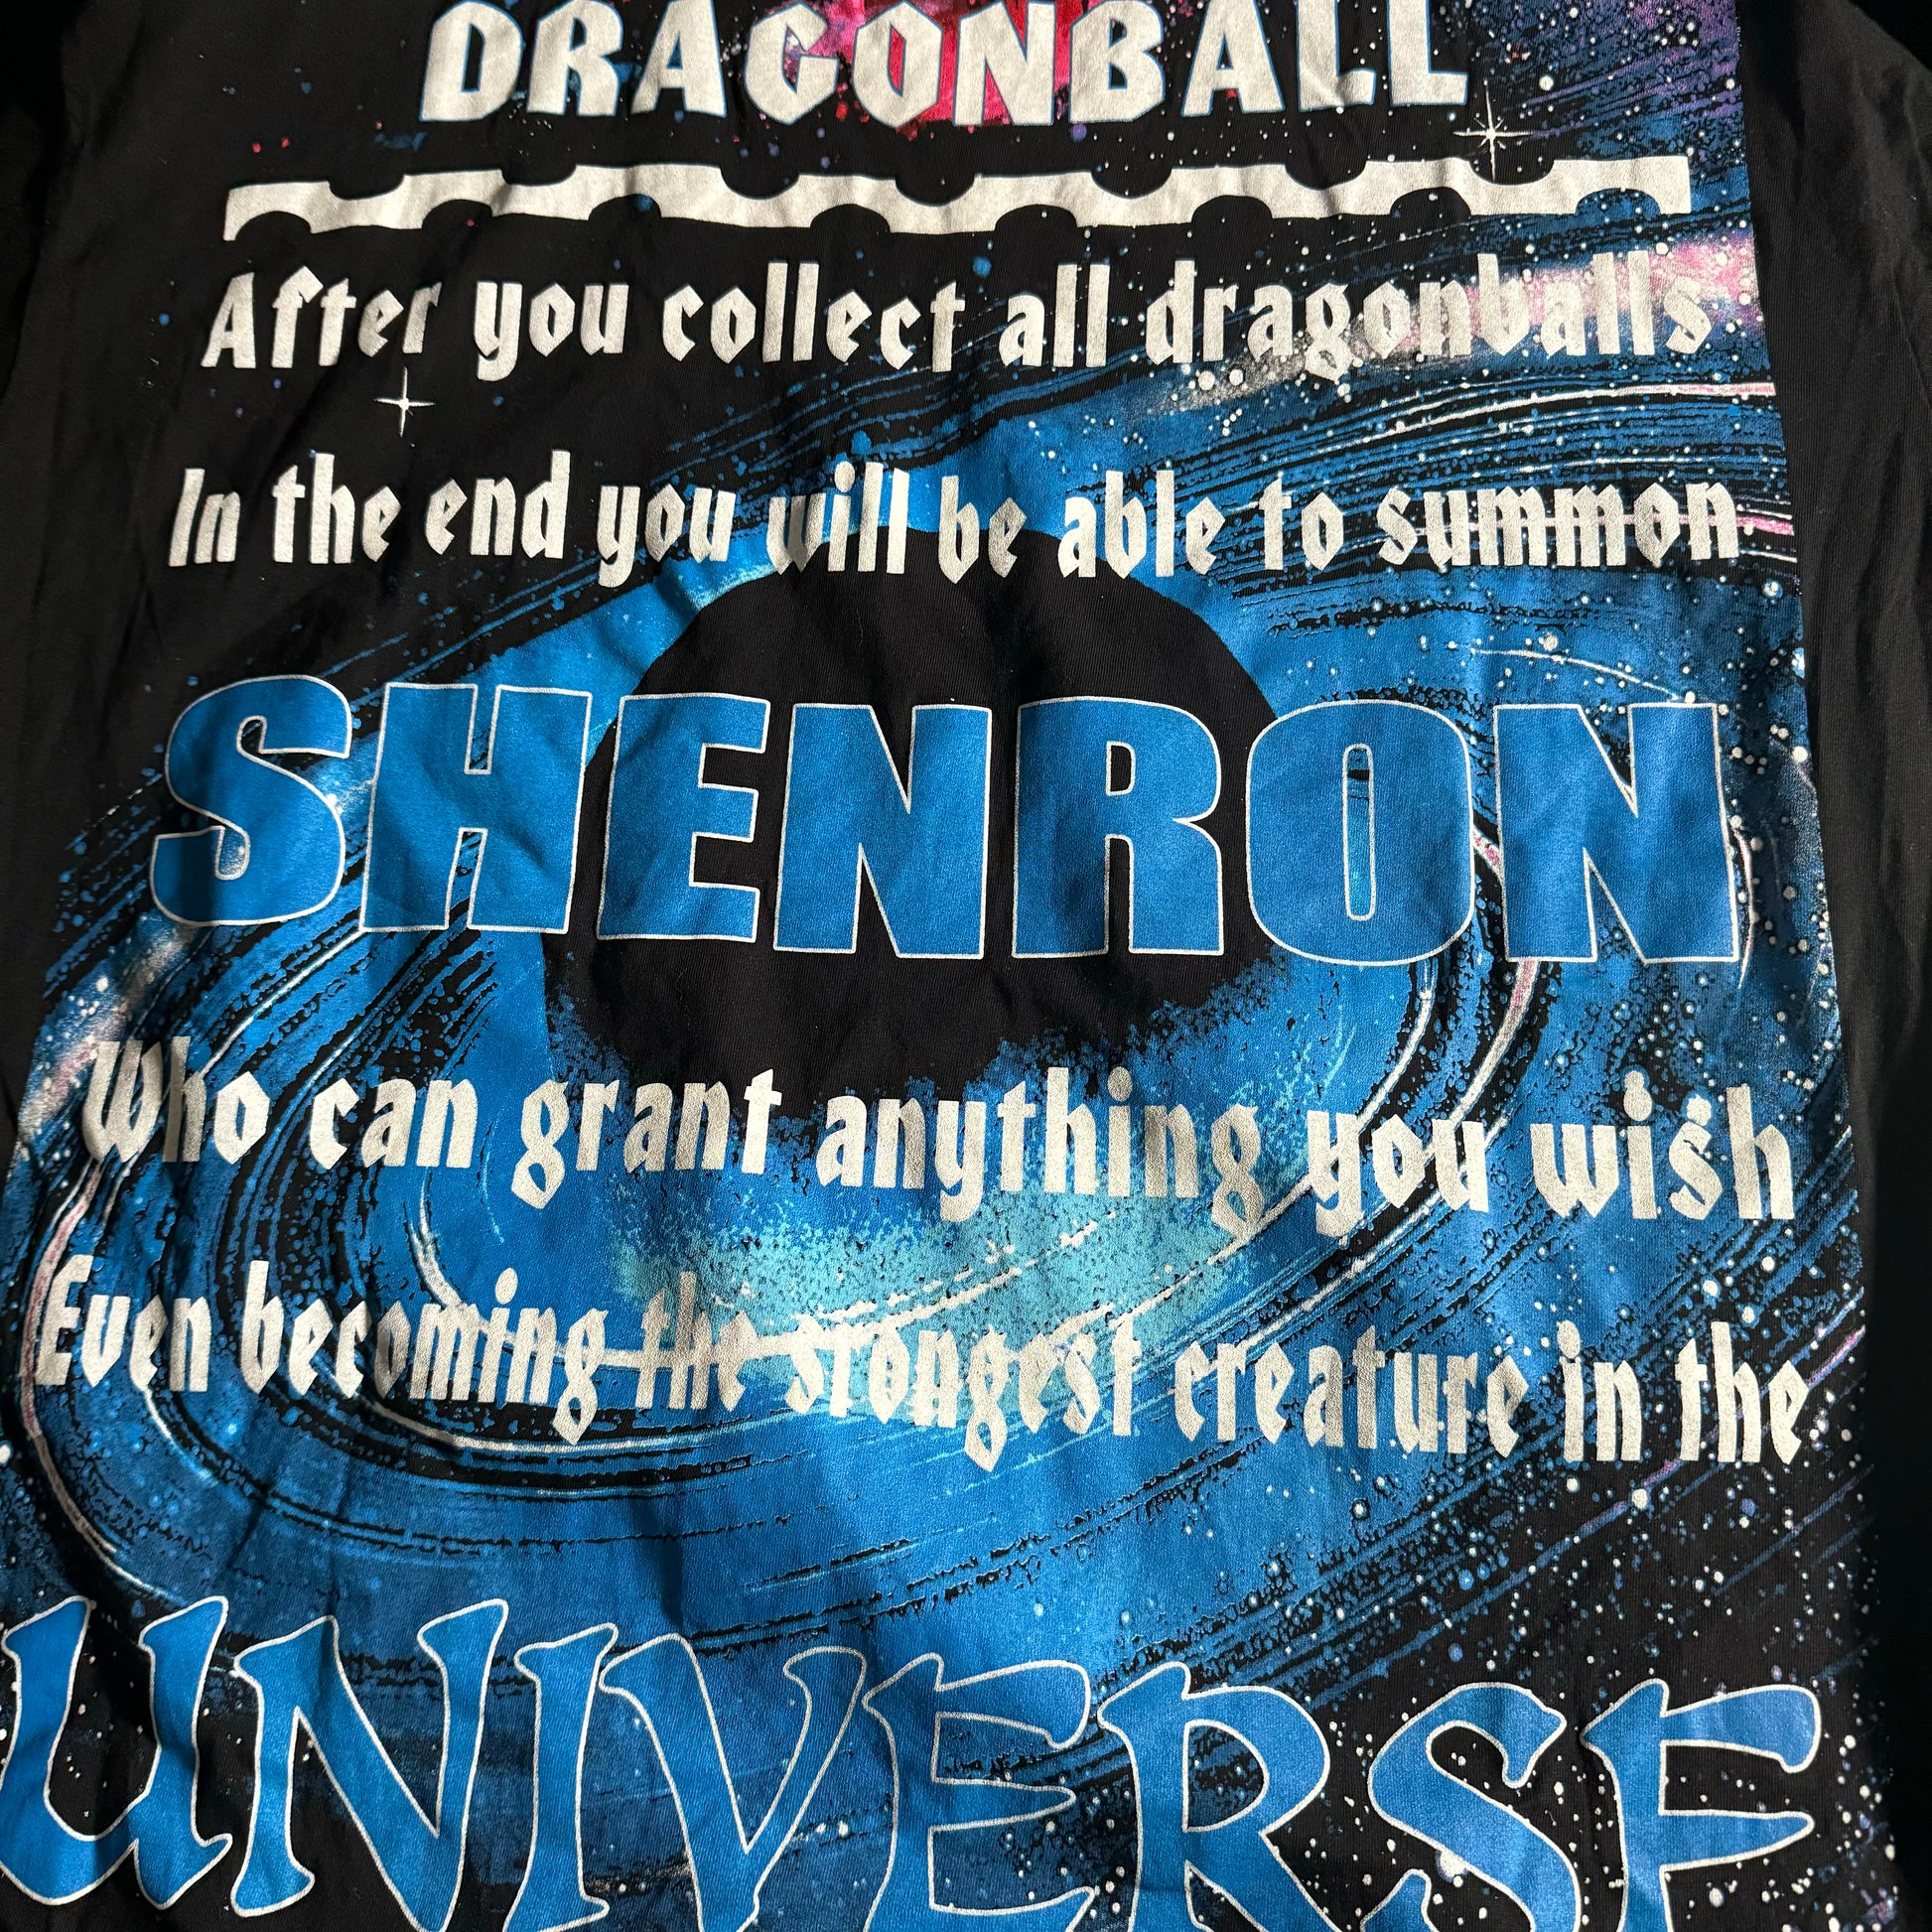 DRAGONBALL
After you collect all dragonballs
In the end you will be able to summon
SHENRON
Who can grant anything you wish
Even becoming the strongest creature in the
UNIVERSE